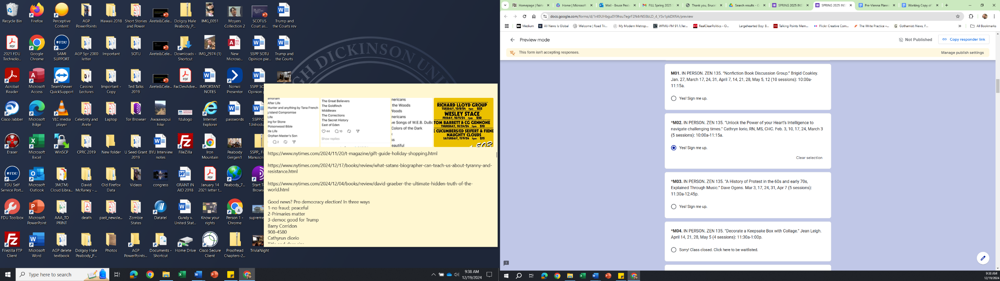 Recycle Bin
Firefox
Perceptive Content
AGP PowerPoints
Hawaii 2018
Short Stories and Power
Arete&Cele...
Dolgoy Hale Peabody_P...
IMG_0051
Moyers Collection 2
SCOTUS Court as...
Trump and the Courts rev
2021 FDU Technolo...
Google Chrome
SAMI SUPPORT
AGP Spr 2000 letter
Important
SOTU
Arete&Cele...
Downloads - Shortcut
IMG_2974 (1)
New Microso...
SSPP SOTU Opinion pie...
Trump and the Courts
Acrobat Reader
Microsoft Access
TeamViewer QuickSupport
Cassino Lectures
Important - Copy
Ted Talks 2019
Arete&Cele...
FacDevAdve...
IMPORTANT NOTES
Norwii Presenter
SSPP SO
Opinion
Cisco Jabber
Microsoft Edge
VLC media player
Celebrity and Arete
Laptop
Tor Browser
Awaawapui hike
fdulogo
Internet Explorer
passwords
SSPP.C
1.Introdu
Eraser
Microsoft Excel
WinSCP
CPRC 2019
New folder
U Seed Grant 2019
BYU Interview notes
FileZilla
Iron Mountain
Peabody Gergen1
SSPP_ Fi
Manuscri
FDU Self Service Port...
Microsoft Outlook
3M(TM) Cloud Libra...
David McRaney - ...
Old Firefox Data
Videos
congress
GRANT IN AID 2018
January 14 2021 letter t...
Peabody_7...
Start T
Browse
FDU Toolbox
Microsoft PowerPoint
AAA_TO PRINT
death
past_newsle...
Zombie States
Datatel
Gundy v. United Stat...
Know your rights
Person 1 - Chrome
supreme
Filezilla FTP Client
Microsoft Word
AGP delete textbook
Dolgoy Hale Peabody_P...
Photos
AGP PowerPoints...
Documents - Shortcut
Home Drive
Cisco Secure Client
Proofread Chapters-2...
TriviaNight
GH DICKINSON UNI
After Life
Hunter and anything by Tana French
Island Compromise
Life
ing for Stone
Poisonwood Bible
tle Life
Orphan Master's Son
2
The Great Believers
The Goldfinch
Middlesex
The Corrections
The Secret History
East of Eden
44 10
Show replies
nericans
the Woods
Woods
nericans
ve Songs of W.E.B. DuBo
Colors of the Dark
ss
eautiful
RICHARD LLOYD GROUP
TUESDAY, 10/8/24 7pm $25
WESLEY STACE
FRIDAY, 10/11/24 7pm $20
TOM BARRETT & CG GENNONE
THURSDAY, 10/24/24 7pm $10
E CUCUMBERS/ED SEIFERT & FIEND
NAUGHTY CLOUDS
SATURDAY, 11/9/24 7pm $15
https://www.nytimes.com/2024/11/20/t-magazine/gift-guide-holiday-shopping.html
https://www.nytimes.com/2024/12/17/books/review/what-satans-biographer-can-teach-us-about-tyranny-and-
resistance.html
https://www.nytimes.com/2024/12/04/books/review/david-graeber-the-ultimate-hidden-truth-of-the-
world.html
Good news? Pro democracy election! In three ways
1-no fraud; peaceful
2-Primaries matter
3-democ good for Trump
Barry Corridon
908-4580
Cathyrun diorio
Title and class size
Type here to search
9:38 AM
12/19/2024
FDU Homepage | Fairle
Home | Microsoft
Mail - Bruce Peab
FILL Spring 2025
Thank you, Bruce!
Search results - G
SPRING 2025 INS
SPRING 2025 INS
Pre-Vienna Plann
Working Copy of
docs.google.com/forms/d/1r49UHbgu0Y9hsu7egrF2N4rN58bLD_4_YSv1pkDXfiA/preview
Medium
All News Is Global
Welcome | Road Tri...
My Modern Metrop...
WFMU-FM 91.1/Jer...
RealClearPolitics - O...
Largehearted Boy: B...
Talking Points Mem...
Flickr: Creative Com...
The Write Practice –...
Gothamist: News, F...
All Bookmarks
Preview mode
Not Published
Copy responder link
This form isn't accepting responses.
Manage publish settings
M01. IN PERSON. ZEN 135. "Nonfiction Book Discussion Group." Brigid Coakley.
Jan. 27, March 17, 24, 31, April 7, 14, 21, 28, May 5, 12 (10 sessions): 10:00a-
11:15a.
Yes! Sign me up.
*M02. IN PERSON. ZEN 135. "Unlock the Power of your Heart's Intelligence to
navigate challenging times." Cathryn Iorio, RN, MS, CHC. Feb. 3, 10, 17, 24, March 3
(5 sessions): 10:00a-11:15a.
Yes! Sign me up.
Clear selection
*M03. IN PERSON. ZEN 135. "A History of Protest in the 60s and early 70s,
Explained Through Music." Dave Ogens. Mar 3, 17, 24, 31, Apr 7 (5 sessions):
11:30a-12:45p.
Yes! Sign me up.
*M04. IN PERSON. ZEN 135. "Decorate a Keepsake Box with Collage." Jean Leigh.
April 14, 21, 28, May 5 (4 sessions): 11:30a-1:00p.
Sorry! Class closed. Click here to be waitlisted.
9:38 AM
12/19/2024